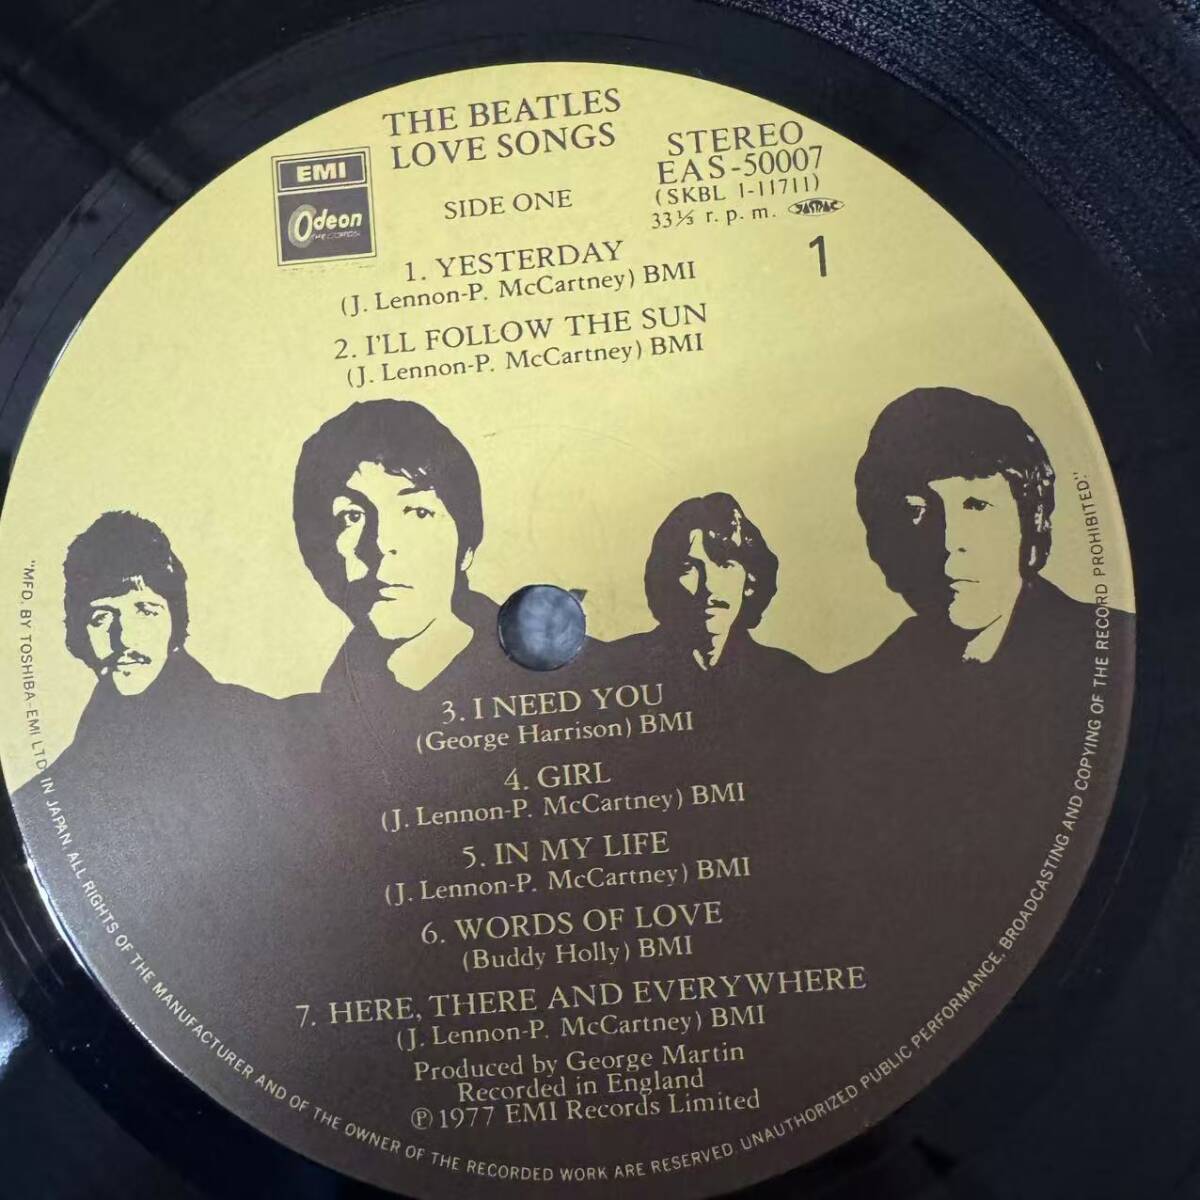 THE BEATLES
LOVE SONGS
EMI
Odeon
SIDE ONE
STEREO
EAS-50007
(SKBL 1-11711)
33⅓ r. p. m. JASRAC
1
1. YESTERDAY
(J. Lennon-P. McCartney) BMI
2. I'LL FOLLOW THE SUN
(J. Lennon-P. McCartney) BMI
3. I NEED YOU
(George Harrison) BMI
4. GIRL
(J. Lennon-P. McCartney) BMI
5. IN MY LIFE
(J. Lennon-P. McCartney) BMI
6. WORDS OF LOVE
(Buddy Holly) BMI
7. HERE, THERE AND EVERYWHERE
(J. Lennon-P. McCartney) BMI
Produced by George Martin
Recorded in England
Ⓟ 1977 EMI Records Limited
"MFD. BY TOSHIBA-EMI LTD. IN JAPAN. ALL RIGHTS OF THE MANUFACTURER AND OF THE OWNER OF THE RECORDED WORK ARE RESERVED. UNAUTHORIZED PUBLIC PERFORMANCE, BROADCASTING AND COPYING OF THE RECORD PROHIBITED."